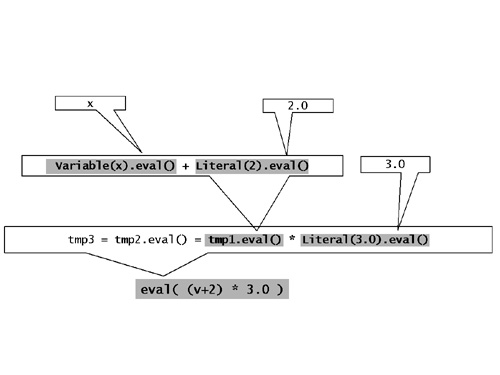 x
2.0
Variable(x).eval() + Literal(2).eval()
3.0
tmp3 = tmp2.eval() = tmp1.eval() * Literal(3.0).eval()
eval( (v+2) * 3.0 )